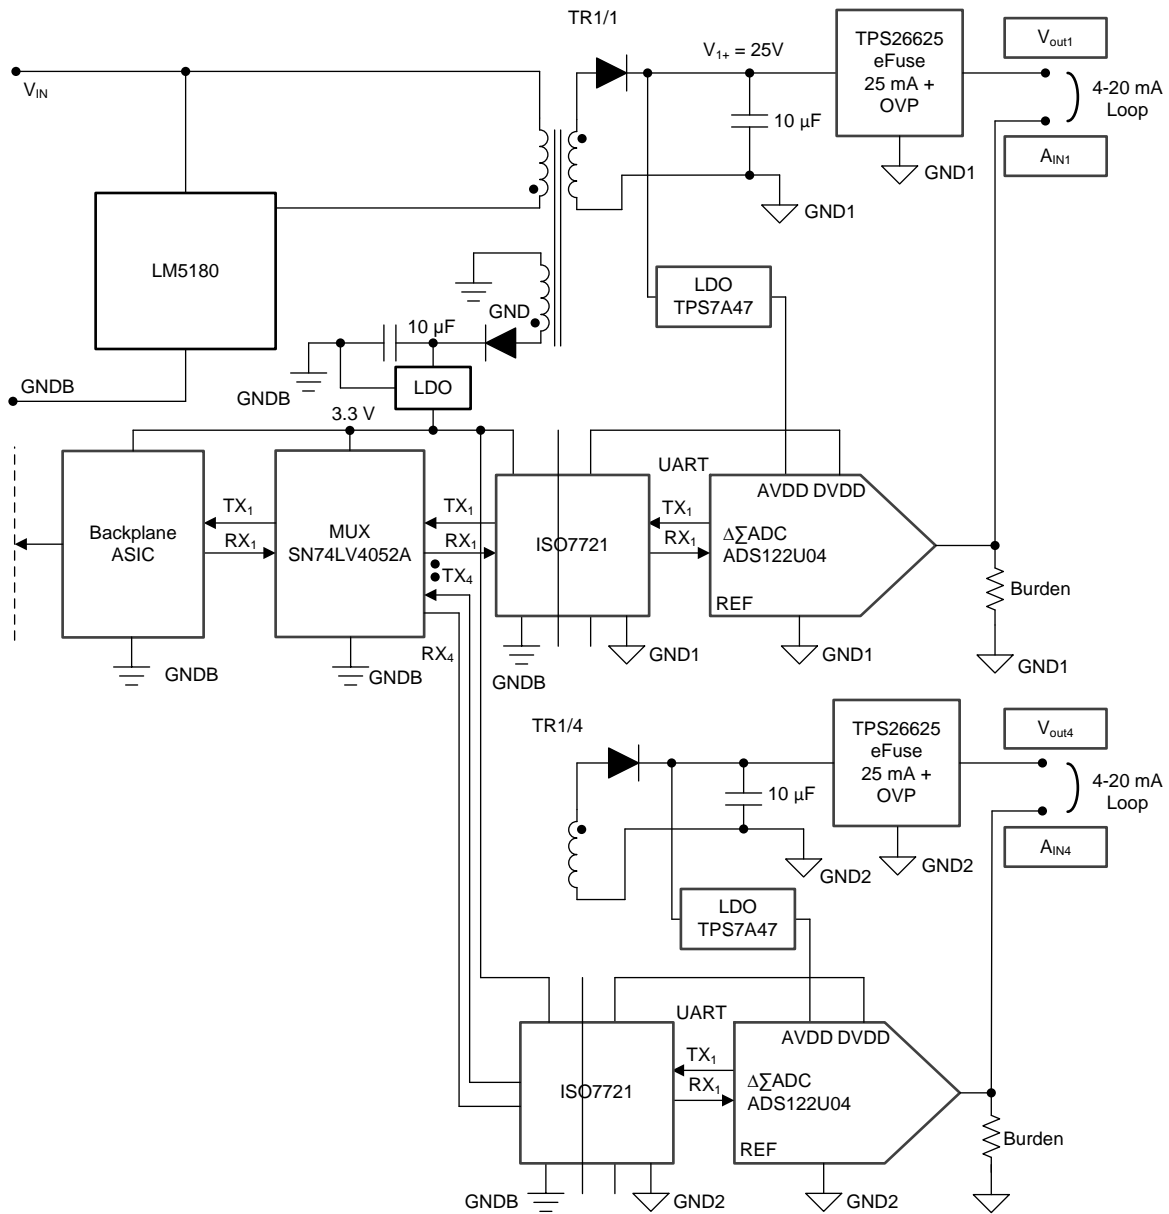 TR1/1
V1+ = 25V
TPS26625
eFuse
25 mA +
OVP
Vout1
4-20 mA
Loop
AIN1
VIN
10 µF
GND1
GND1
LM5180
LDO
TPS7A47
GND
10 µF
GNDB
GNDB
LDO
3.3 V
UART
AVDD DVDD
Backplane
ASIC
TX1
RX1
MUX
SN74LV4052A
TX1
RX1
TX4
RX4
ISO7721
TX1
RX1
ΔΣADC
ADS122U04
REF
Burden
GNDB
GNDB
GNDB
GND1
GND1
GND1
TR1/4
TPS26625
eFuse
25 mA +
OVP
Vout4
4-20 mA
Loop
AIN4
10 µF
GND2
GND2
LDO
TPS7A47
UART
AVDD DVDD
ISO7721
TX1
RX1
ΔΣADC
ADS122U04
REF
Burden
GNDB
GND2
GND2